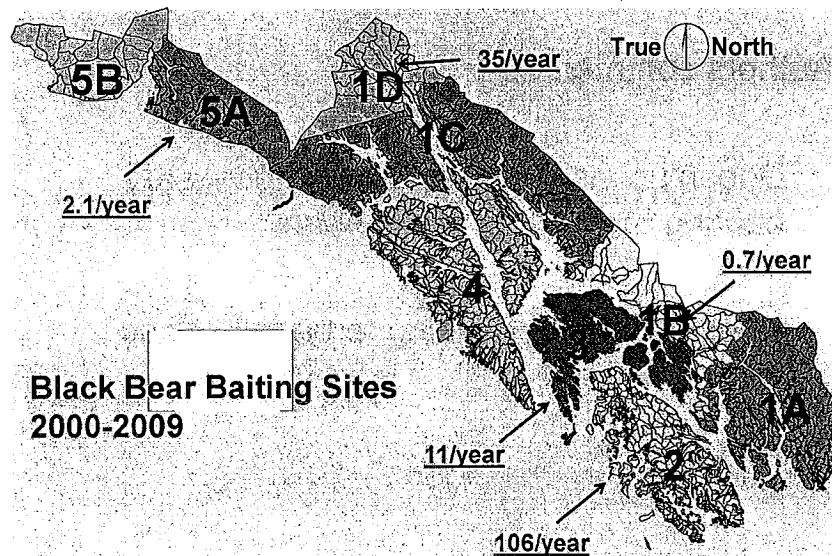 35/year
True North
5B
1D
5A
1C
2.1/year
0.7/year
4
1B
3
Black Bear Baiting Sites
2000-2009
1A
11/year
2
106/year